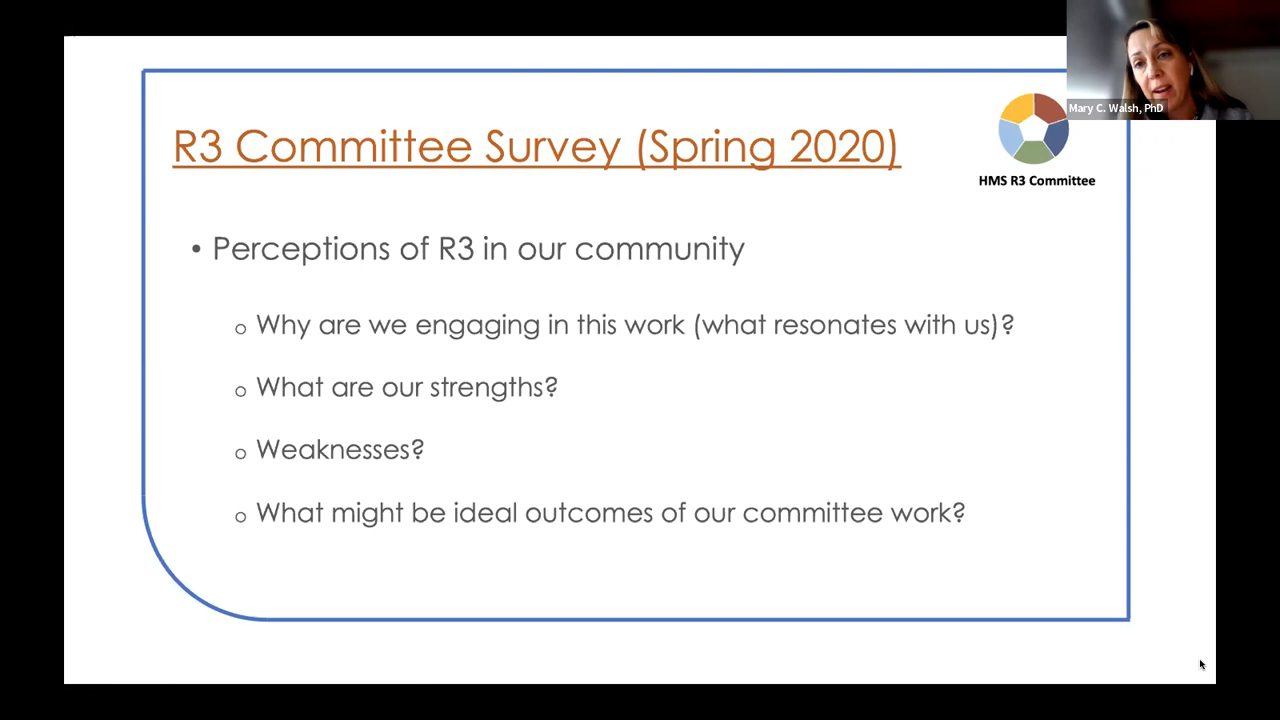 Mary C. Walsh, PhD
R3 Committee Survey (Spring 2020)
HMS R3 Committee
• Perceptions of R3 in our community
o Why are we engaging in this work (what resonates with us)?
o What are our strengths?
o Weaknesses?
o What might be ideal outcomes of our committee work?